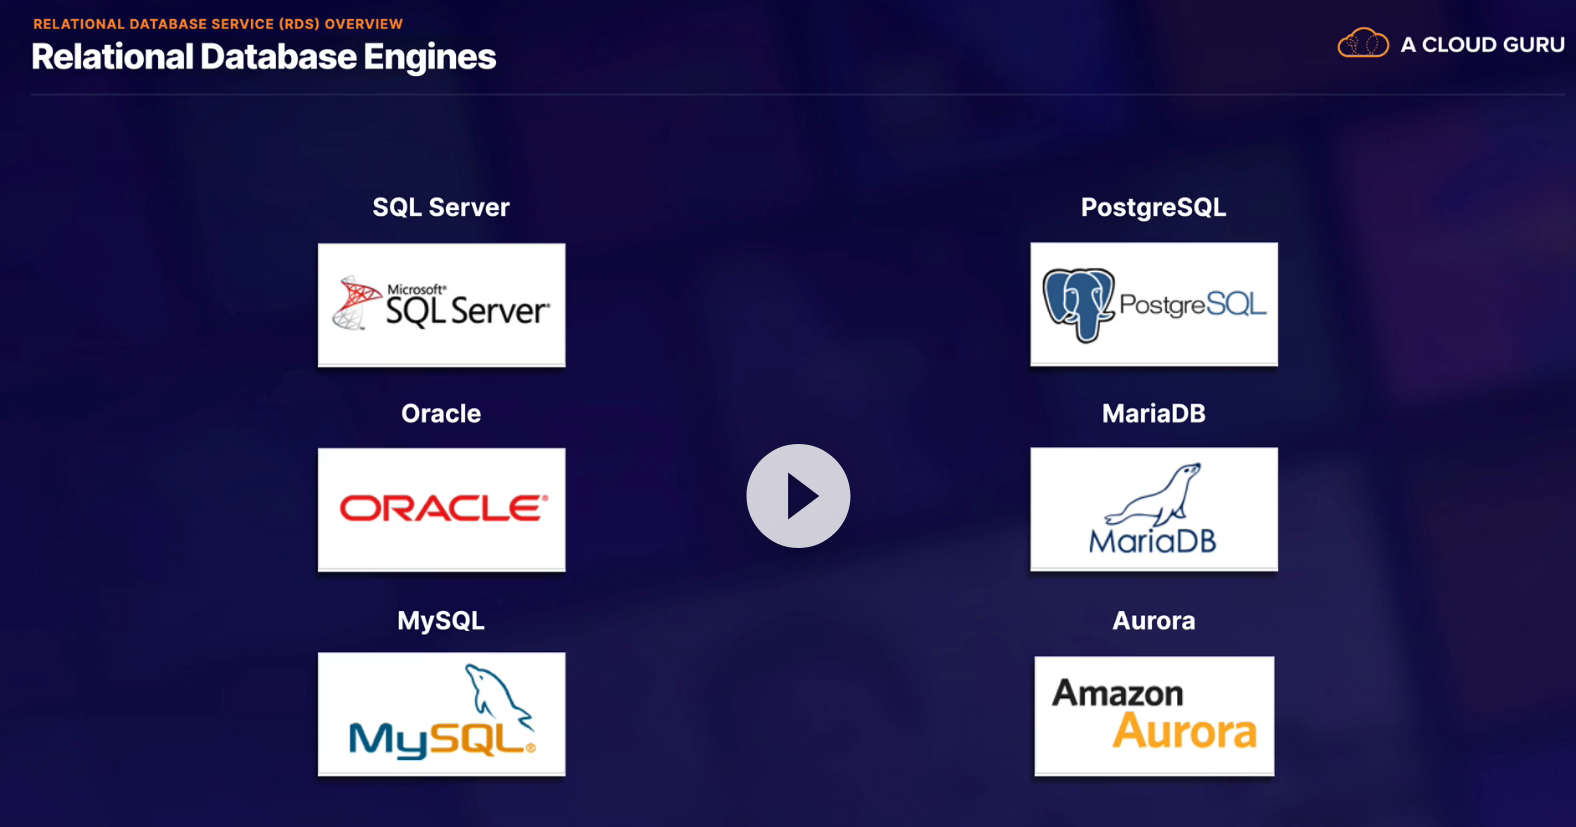 RELATIONAL DATABASE SERVICE (RDS) OVERVIEW
Relational Database Engines
A CLOUD GURU
SQL Server
Microsoft®
SQL Server®
Oracle
ORACLE®
MySQL
MySQL®
PostgreSQL
PostgreSQL
MariaDB
MariaDB
Aurora
Amazon
Aurora